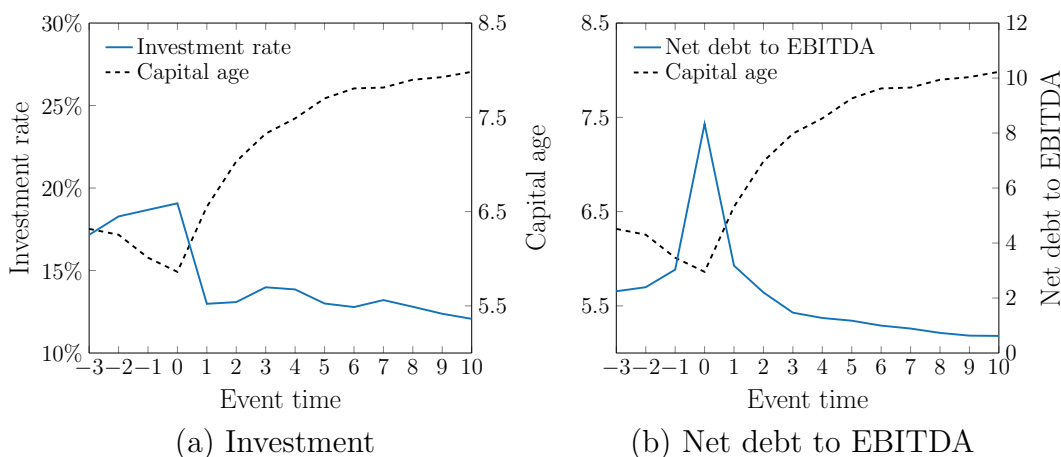 30%
25%
20%
15%
10%
Investment rate
Investment rate
Capital age
8.5
7.5
6.5
5.5
Capital age
−3 −2 −1 0 1 2 3 4 5 6 7 8 9 10
Event time
(a) Investment
8.5
7.5
6.5
5.5
Capital age
Net debt to EBITDA
Capital age
12
10
8
6
4
2
0
Net debt to EBITDA
−3 −2 −1 0 1 2 3 4 5 6 7 8 9 10
Event time
(b) Net debt to EBITDA